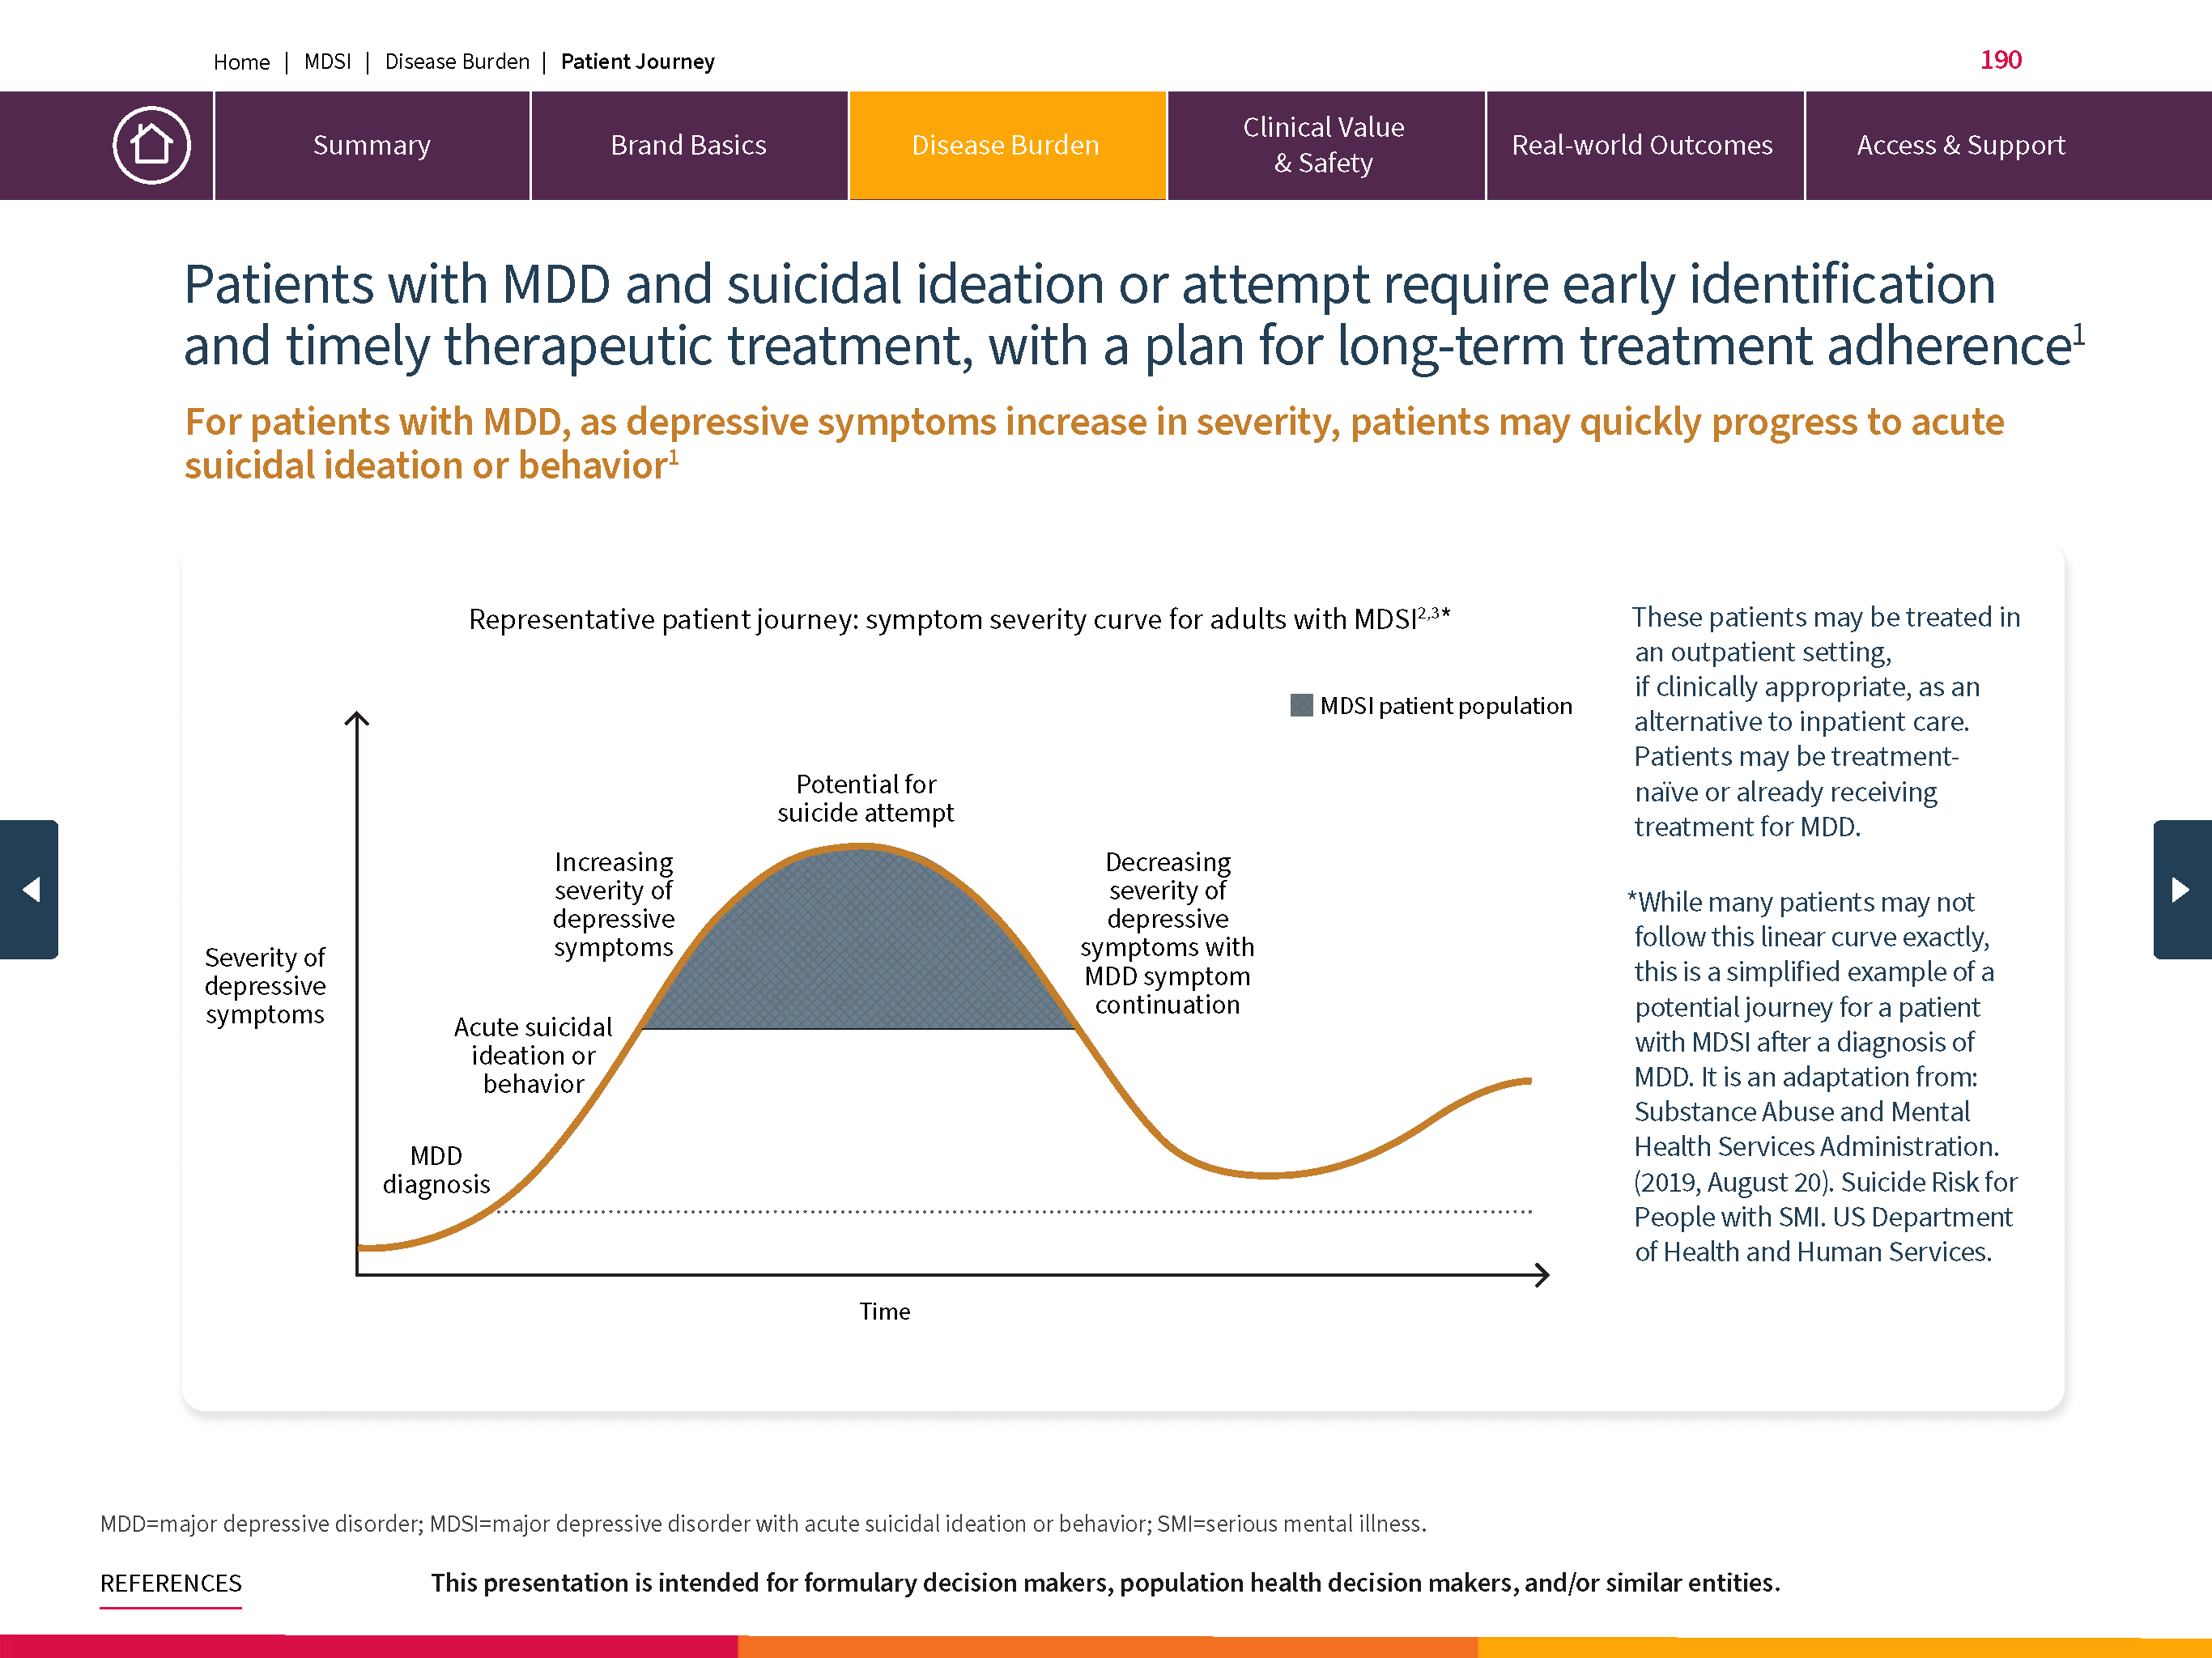 Home | MDSI | Disease Burden | Patient Journey
190
Summary
Brand Basics
Disease Burden
Clinical Value
& Safety
Real-world Outcomes
Access & Support
Patients with MDD and suicidal ideation or attempt require early identification
and timely therapeutic treatment, with a plan for long-term treatment adherence¹
For patients with MDD, as depressive symptoms increase in severity, patients may quickly progress to acute
suicidal ideation or behavior¹
Representative patient journey: symptom severity curve for adults with MDSI²,³*
MDSI patient population
Potential for
suicide attempt
Increasing
severity of
depressive
symptoms
Decreasing
severity of
depressive
symptoms with
MDD symptom
continuation
Severity of
depressive
symptoms
Acute suicidal
ideation or
behavior
MDD
diagnosis
Time
These patients may be treated in
an outpatient setting,
if clinically appropriate, as an
alternative to inpatient care.
Patients may be treatment-
naïve or already receiving
treatment for MDD.
*While many patients may not
follow this linear curve exactly,
this is a simplified example of a
potential journey for a patient
with MDSI after a diagnosis of
MDD. It is an adaptation from:
Substance Abuse and Mental
Health Services Administration.
(2019, August 20). Suicide Risk for
People with SMI. US Department
of Health and Human Services.
MDD=major depressive disorder; MDSI=major depressive disorder with acute suicidal ideation or behavior; SMI=serious mental illness.
REFERENCES
This presentation is intended for formulary decision makers, population health decision makers, and/or similar entities.